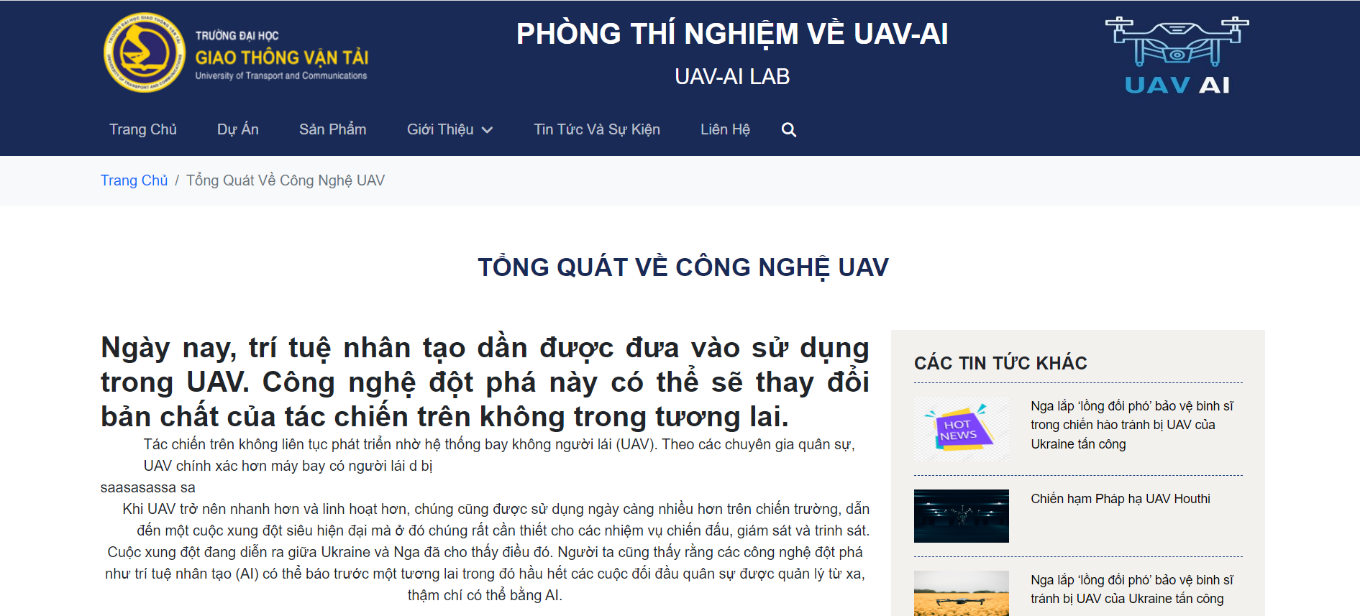 TRƯỜNG ĐẠI HỌC
GIAO THÔNG VẬN TẢI
University of Transport and Communications
PHÒNG THÍ NGHIỆM VỀ UAV-AI
UAV-AI LAB
UAV AI
Trang Chủ
Dự Án
Sản Phẩm
Giới Thiệu
Tin Tức Và Sự Kiện
Liên Hệ
Trang Chủ / Tổng Quát Về Công Nghệ UAV
TỔNG QUÁT VỀ CÔNG NGHỆ UAV
Ngày nay, trí tuệ nhân tạo dần được đưa vào sử dụng
trong UAV. Công nghệ đột phá này có thể sẽ thay đổi
bản chất của tác chiến trên không trong tương lai.
Tác chiến trên không liên tục phát triển nhờ hệ thống bay không người lái (UAV). Theo các chuyên gia quân sự,
UAV chính xác hơn máy bay có người lái d bị
saasasassa sa
Khi UAV trở nên nhanh hơn và linh hoạt hơn, chúng cũng được sử dụng ngày càng nhiều hơn trên chiến trường, dẫn
đến một cuộc xung đột siêu hiện đại mà ở đó chúng rất cần thiết cho các nhiệm vụ chiến đấu, giám sát và trinh sát.
Cuộc xung đột đang diễn ra giữa Ukraine và Nga đã cho thấy điều đó. Người ta cũng thấy rằng các công nghệ đột phá
như trí tuệ nhân tạo (AI) có thể báo trước một tương lai trong đó hầu hết các cuộc đối đầu quân sự được quản lý từ xa,
thậm chí có thể bằng AI.
CÁC TIN TỨC KHÁC
HOT
NEWS
Nga lắp ‘lồng đối phó’ bảo vệ binh sĩ
trong chiến hào tránh bị UAV của
Ukraine tấn công
Chiến hạm Pháp hạ UAV Houthi
Nga lắp ‘lồng đối phó’ bảo vệ binh sĩ
tránh bị UAV của Ukraine tấn công